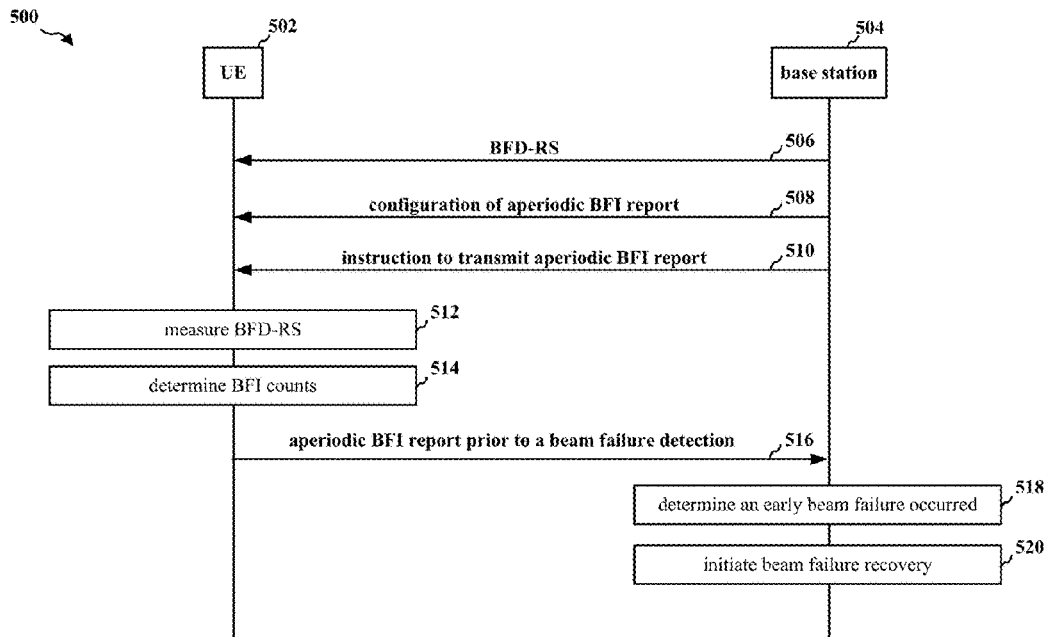 500
502
504
UE
base station
BFD-RS
506
configuration of aperiodic BFI report
508
instruction to transmit aperiodic BFI report
510
measure BFD-RS
512
determine BFI counts
514
aperiodic BFI report prior to a beam failure detection
516
determine an early beam failure occurred
518
initiate beam failure recovery
520